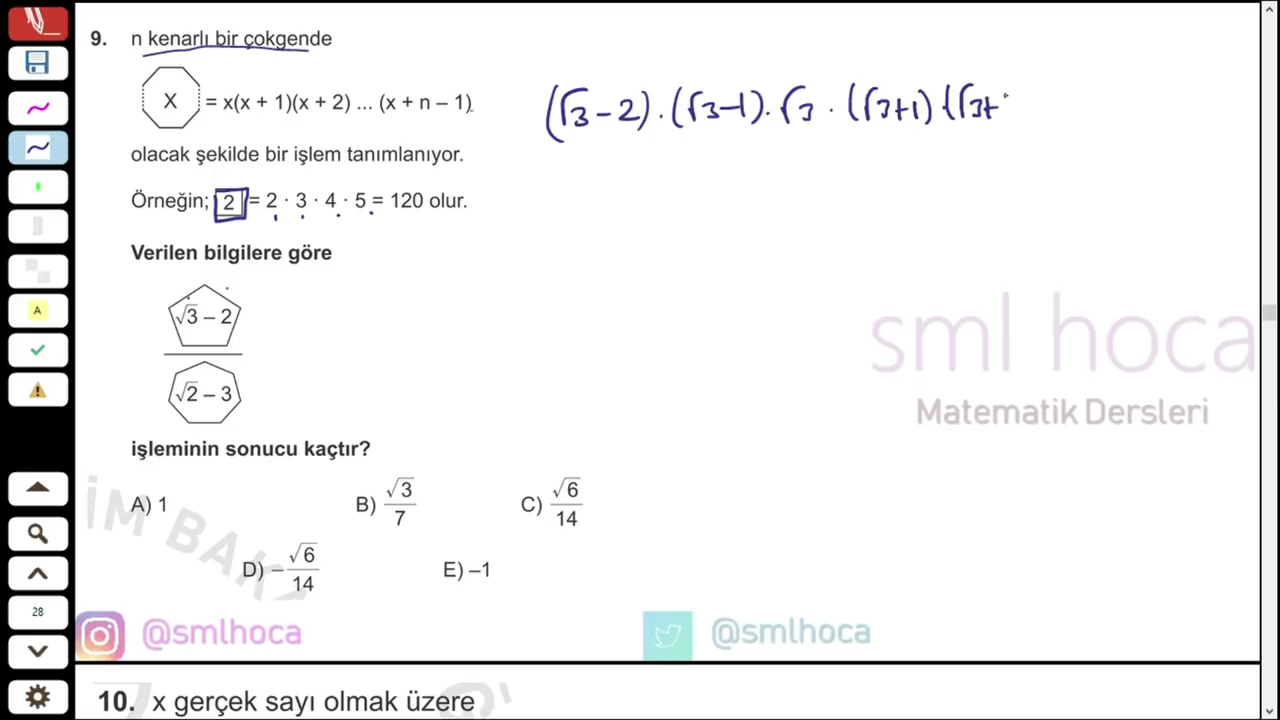 9. n kenarlı bir çokgende
X = x(x + 1)(x + 2) ... (x + n – 1)
(√3 – 2) · (√3 – 1) · √3 · (√3 + 1) (√3 +
olacak şekilde bir işlem tanımlanıyor.
Örneğin; 2 = 2 · 3 · 4 · 5 = 120 olur.
Verilen bilgilere göre
√3 – 2
√2 – 3
işleminin sonucu kaçtır?
A) 1 B) √3/7 C) √6/14
D) –√6/14 E) –1
sml hoca
Matematik Dersleri
A
28
@smlhoca @smlhoca
10. x gerçek sayı olmak üzere